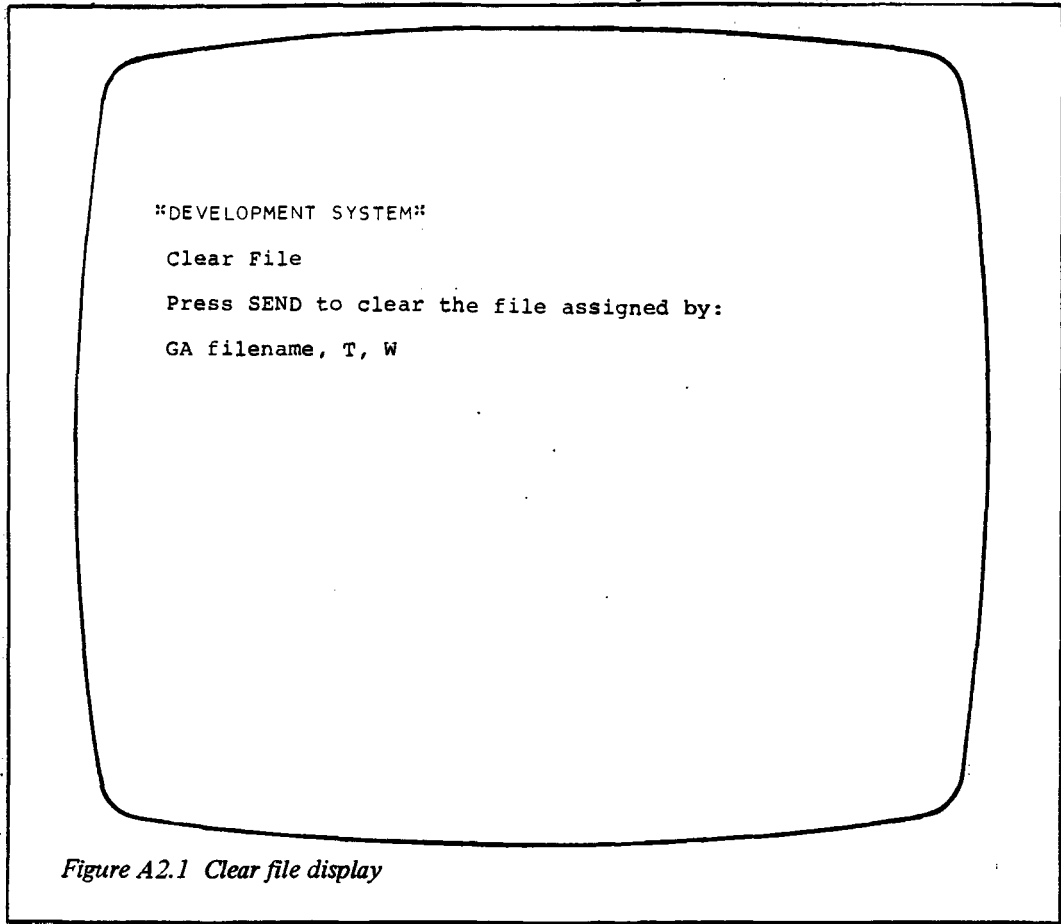 *DEVELOPMENT SYSTEM*
Clear File
Press SEND to clear the file assigned by:
GA filename, T, W
Figure A2.1 Clear file display